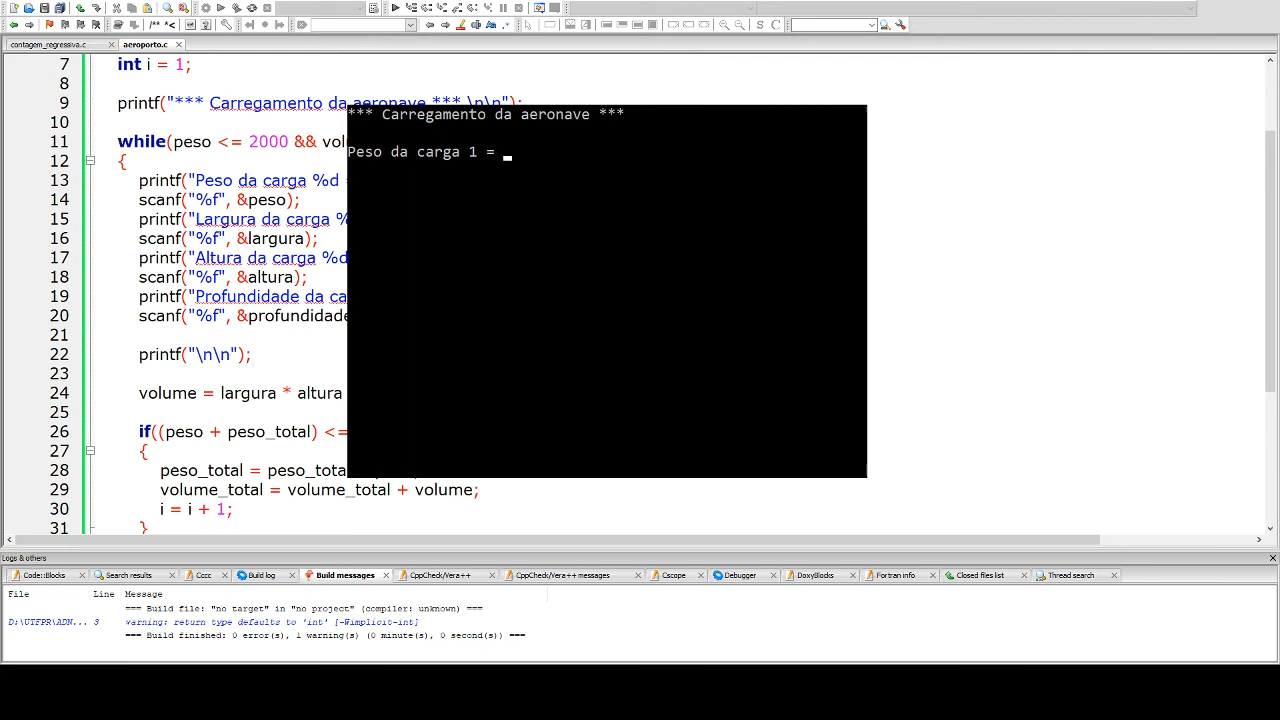 contagem_regressiva.c
aeroporto.c
/** *<
S C
7 int i = 1;
8
9 printf("*** Carregamento da aeronave *** \n\n");
10
11 while(peso <= 2000 && vol
12 {
13 printf("Peso da carga %d =
14 scanf("%f", &peso);
15 printf("Largura da carga %
16 scanf("%f", &largura);
17 printf("Altura da carga %d
18 scanf("%f", &altura);
19 printf("Profundidade da ca
20 scanf("%f", &profundidade
21
22 printf("\n\n");
23
24 volume = largura * altura
25
26 if((peso + peso_total) <=
27 {
28 peso_total = peso_total
29 volume_total = volume_total + volume;
30 i = i + 1;
31 }
*** Carregamento da aeronave ***
Peso da carga 1 = _
Logs & others
Code::Blocks
Search results
Cccc
Build log
Build messages
CppCheck/Vera++
CppCheck/Vera++ messages
Cscope
Debugger
DoxyBlocks
Fortran info
Closed files list
Thread search
File Line Message
=== Build file: "no target" in "no project" (compiler: unknown) ===
D:\UTFPR\ADN... 3 warning: return type defaults to 'int' [-Wimplicit-int]
=== Build finished: 0 error(s), 1 warning(s) (0 minute(s), 0 second(s)) ===